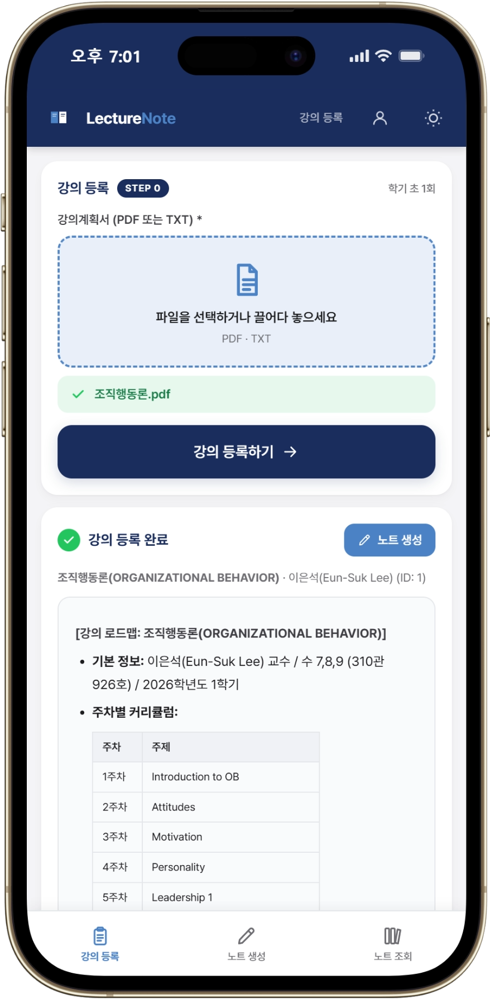 오후 7:01
LectureNote
강의 등록
강의 등록 STEP 0 학기 초 1회
강의계획서 (PDF 또는 TXT) *
파일을 선택하거나 끌어다 놓으세요
PDF · TXT
조직행동론.pdf
강의 등록하기 →
강의 등록 완료
노트 생성
조직행동론(ORGANIZATIONAL BEHAVIOR) · 이은석(Eun-Suk Lee) (ID: 1)
[강의 로드맵: 조직행동론(ORGANIZATIONAL BEHAVIOR)]
• 기본 정보: 이은석(Eun-Suk Lee) 교수 / 수 7,8,9 (310관
926호) / 2026학년도 1학기
• 주차별 커리큘럼:
주차 주제
1주차 Introduction to OB
2주차 Attitudes
3주차 Motivation
4주차 Personality
5주차 Leadership 1
강의 등록 노트 생성 노트 조회